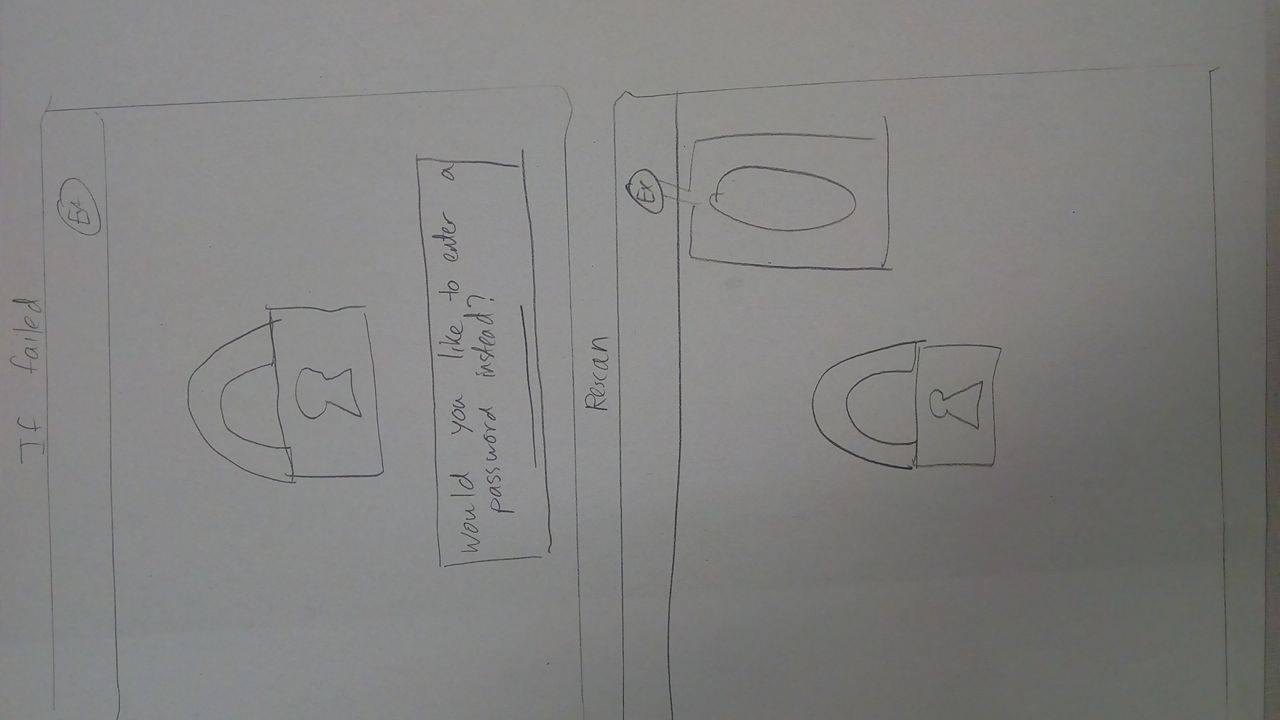 If failed
Ex
Would you like to enter a
password instead?
Rescan
Ex